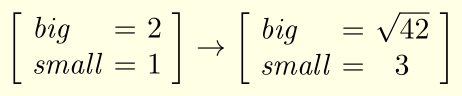 [ big = 2 ] → [ big = √42 ]
[ small = 1 ] [ small = 3 ]